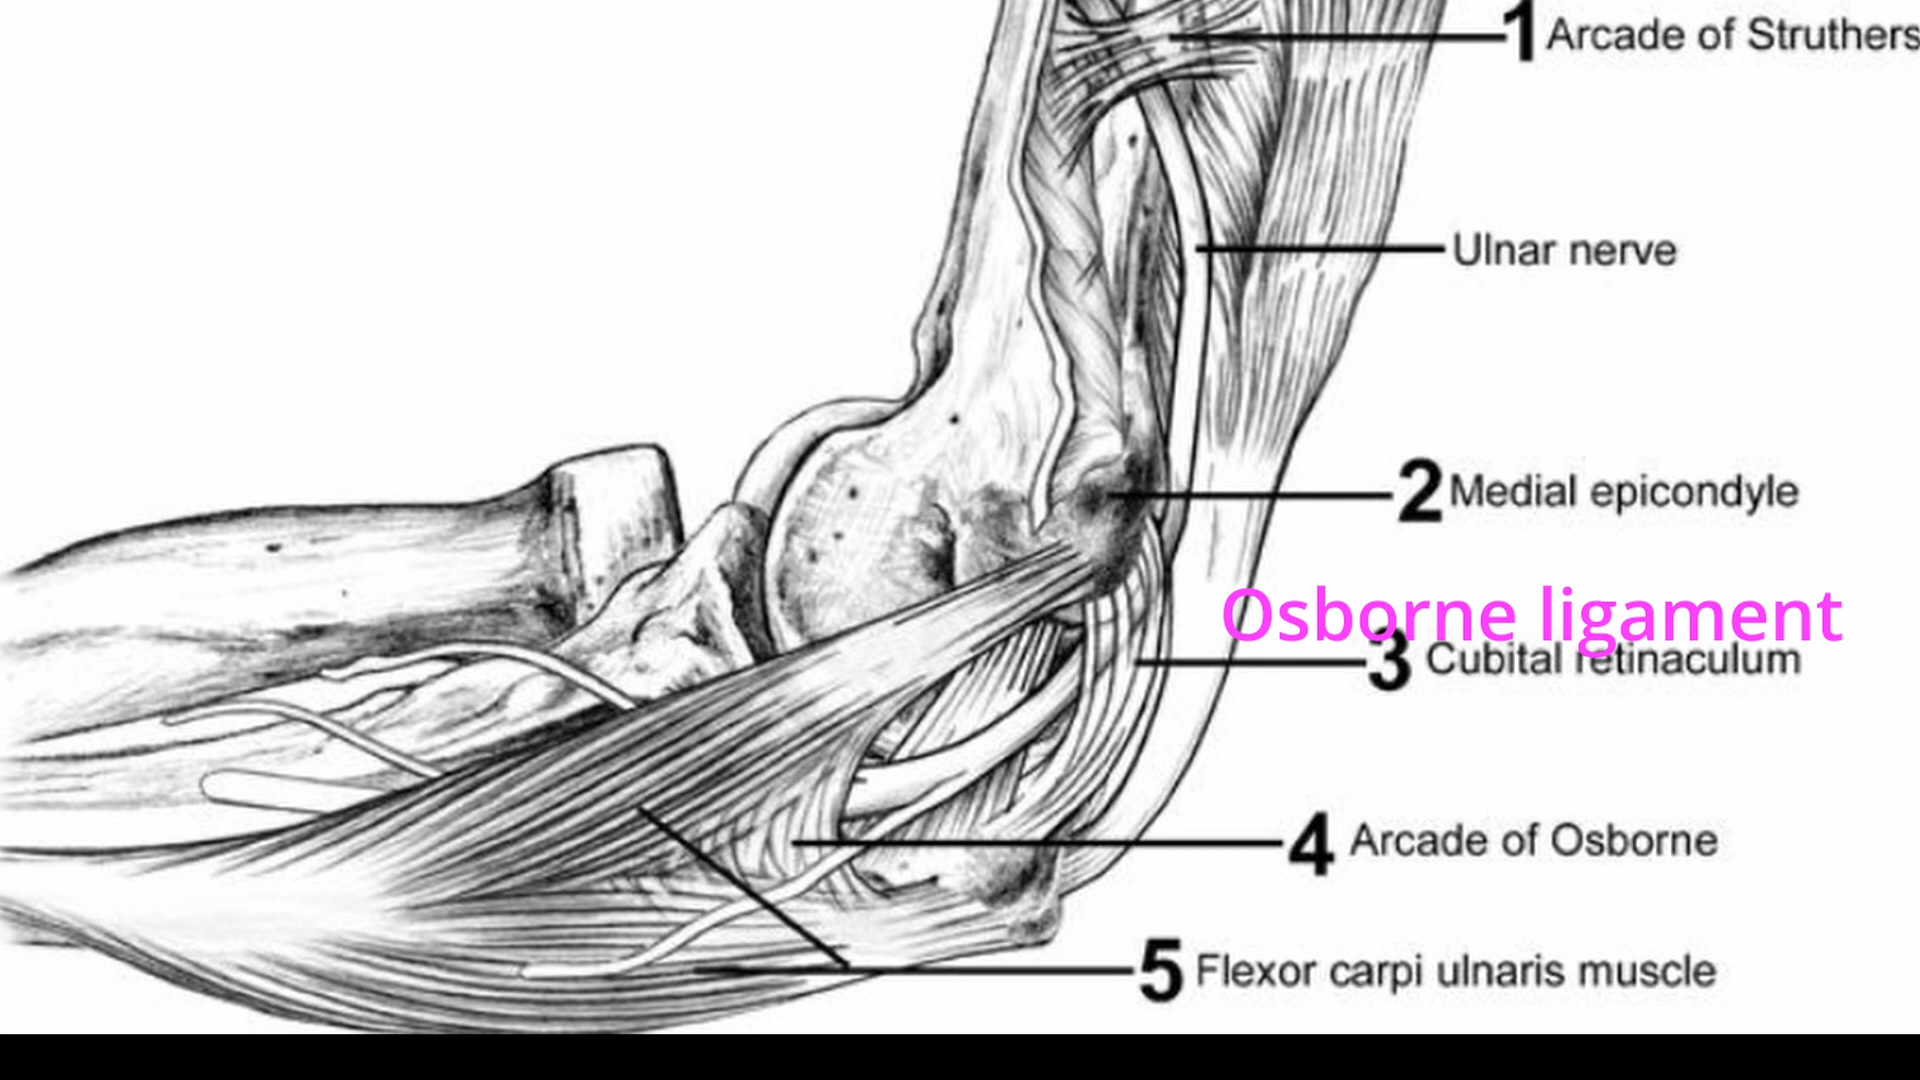 1 Arcade of Struthers
Ulnar nerve
2 Medial epicondyle
Osborne ligament
3 Cubital retinaculum
4 Arcade of Osborne
5 Flexor carpi ulnaris muscle